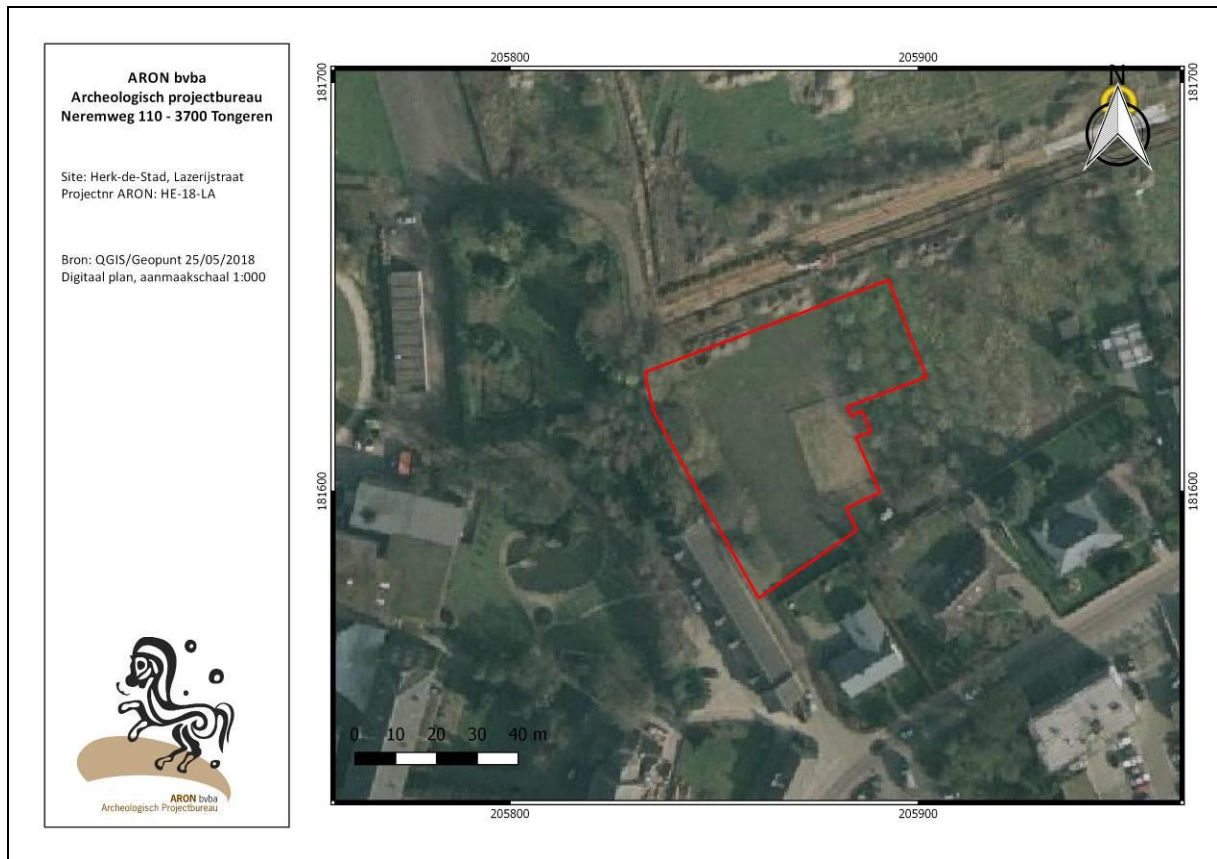 ARON bvba
Archeologisch projectbureau
Neremweg 110 - 3700 Tongeren
Site: Herk-de-Stad, Lazerijstraat
Projectnr ARON: HE-18-LA
Bron: QGIS/Geopunt 25/05/2018
Digitaal plan, aanmaakschaal 1:000
ARON bvba
Archeologisch Projectbureau
205800 205900
181700 181700
N
181600 181600
0 10 20 30 40 m
205800 205900